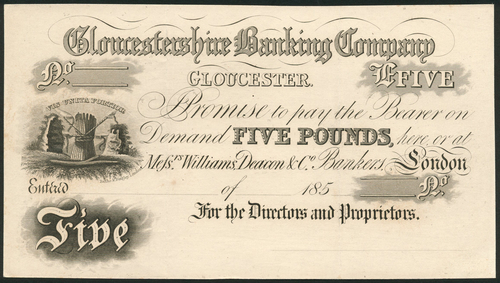 Gloucestershire Banking Company
No
GLOUCESTER.
£FIVE
VIS UNITA FORTIOR
Promise to pay the Bearer on
Demand FIVE POUNDS, here, or at
Messrs Williams, Deacon & Co. Bankers, London
Entered
of 185
No
For the Directors and Proprietors.
Five